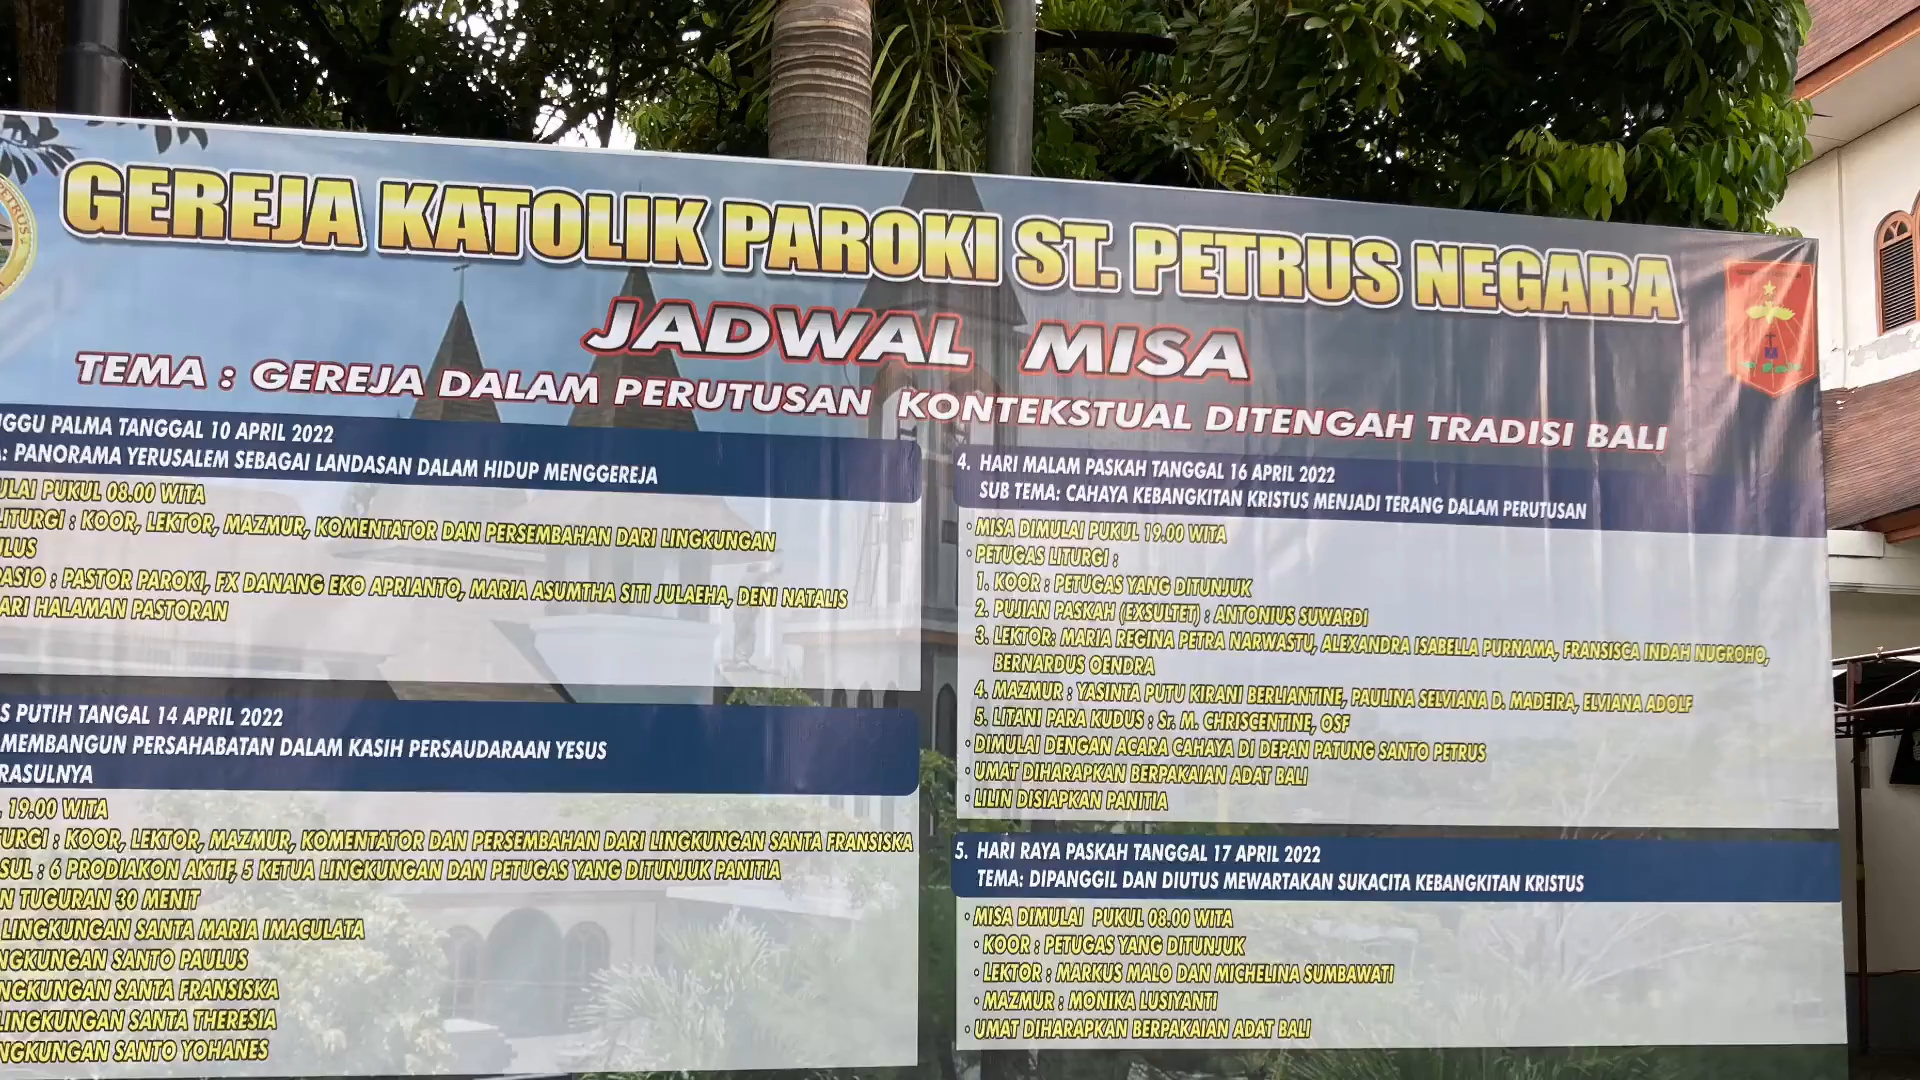 GEREJA KATOLIK PAROKI ST. PETRUS NEGARA
JADWAL MISA
TEMA : GEREJA DALAM PERUTUSAN KONTEKSTUAL DITENGAH TRADISI BALI
PALMA TANGGAL 10 APRIL 2022
PANORAMA YERUSALEM SEBAGAI LANDASAN DALAM HIDUP MENGGEREJA
PUKUL 08.00 WITA
LITURGI : KOOR, LEKTOR, MAZMUR, KOMENTATOR DAN PERSEMBAHAN DARI LINGKUNGAN
PASTOR PAROKI, FX DANANG EKO APRIANTO, MARIA ASUMTHA SITI JULAEHA, DENI NATALIS
HALAMAN PASTORAN
PUTIH TANGAL 14 APRIL 2022
MEMBANGUN PERSAHABATAN DALAM KASIH PERSAUDARAAN YESUS
RASULNYA
19.00 WITA
: KOOR, LEKTOR, MAZMUR, KOMENTATOR DAN PERSEMBAHAN DARI LINGKUNGAN SANTA FRANSISKA
: 6 PRODIAKON AKTIF, 5 KETUA LINGKUNGAN DAN PETUGAS YANG DITUNJUK PANITIA
TUGURAN 30 MENIT
LINGKUNGAN SANTA MARIA IMACULATA
SANTO PAULUS
SANTA FRANSISKA
LINGKUNGAN SANTA THERESIA
SANTO YOHANES
4. HARI MALAM PASKAH TANGGAL 16 APRIL 2022
SUB TEMA: CAHAYA KEBANGKITAN KRISTUS MENJADI TERANG DALAM PERUTUSAN
· MISA DIMULAI PUKUL 19.00 WITA
· PETUGAS LITURGI :
1. KOOR : PETUGAS YANG DITUNJUK
2. PUJIAN PASKAH (EXSULTET) : ANTONIUS SUWARDI
3. LEKTOR: MARIA REGINA PETRA NARWASTU, ALEXANDRA ISABELLA PURNAMA, FRANSISCA INDAH NUGROHO,
BERNARDUS OENDRA
4. MAZMUR : YASINTA PUTU KIRANI BERLIANTINE, PAULINA SELVIANA D. MADEIRA, ELVIANA ADOLF
5. LITANI PARA KUDUS : Sr. M. CHRISCENTINE, OSF
· DIMULAI DENGAN ACARA CAHAYA DI DEPAN PATUNG SANTO PETRUS
· UMAT DIHARAPKAN BERPAKAIAN ADAT BALI
· LILIN DISIAPKAN PANITIA
5. HARI RAYA PASKAH TANGGAL 17 APRIL 2022
TEMA: DIPANGGIL DAN DIUTUS MEWARTAKAN SUKACITA KEBANGKITAN KRISTUS
· MISA DIMULAI PUKUL 08.00 WITA
· KOOR : PETUGAS YANG DITUNJUK
· LEKTOR : MARKUS MALO DAN MICHELINA SUMBAWATI
· MAZMUR : MONIKA LUSIYANTI
· UMAT DIHARAPKAN BERPAKAIAN ADAT BALI